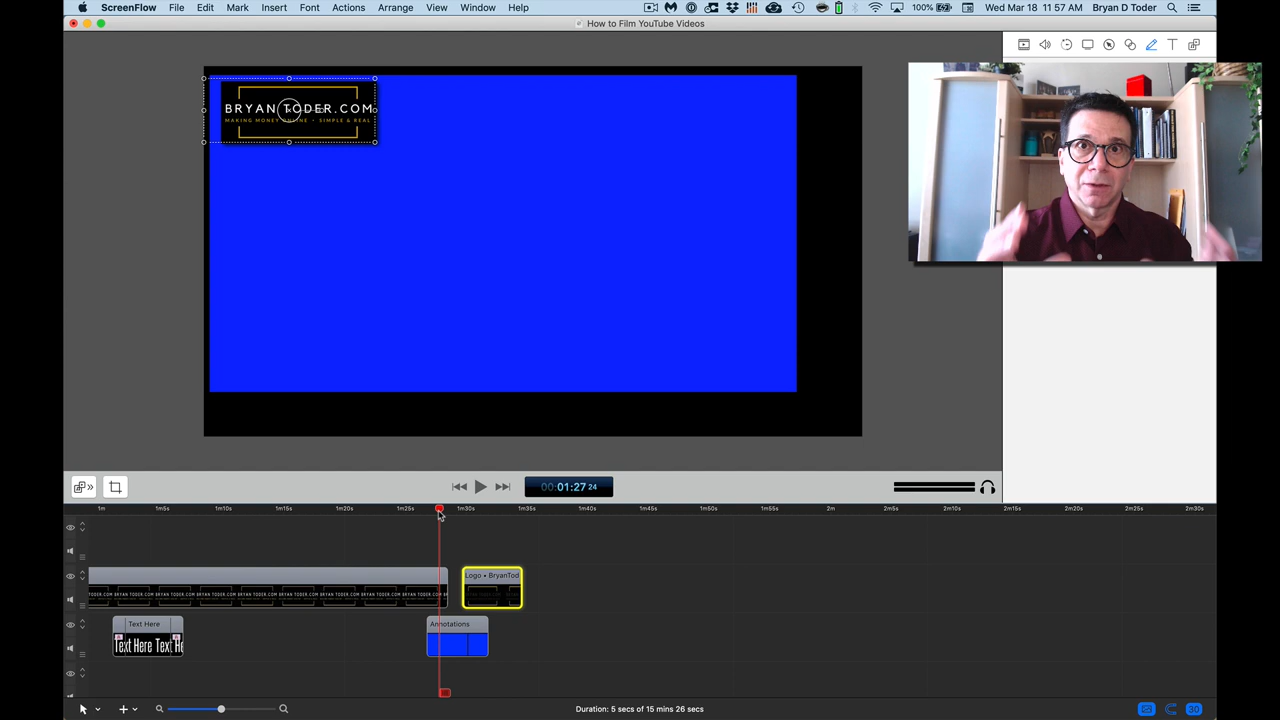 ScreenFlow File Edit Mark Insert Font Actions Arrange View Window Help 100% Wed Mar 18 11:57 AM Bryan D Toder
How to Film YouTube Videos
BRYAN TODER.COM
MAKING MONEY ONLINE • SIMPLE & REAL
00:01:27 24
1m 1m5s 1m10s 1m15s 1m20s 1m25s 1m30s 1m35s 1m40s 1m45s 1m50s 1m55s 2m 2m5s 2m10s 2m15s 2m20s 2m25s 2m30s
Logo • BryanTod
Text Here Annotations
Text Here Text He
Duration: 5 secs of 15 mins 26 secs 30